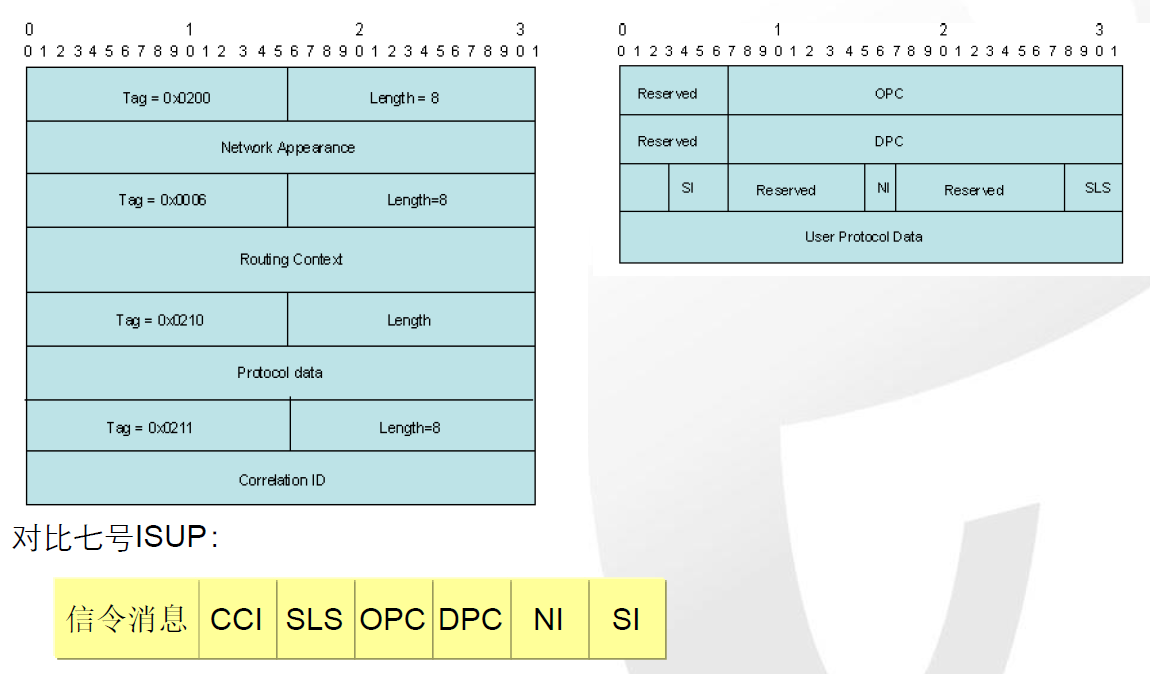 0 1 2 3
0 1 2 3 4 5 6 7 8 9 0 1 2 3 4 5 6 7 8 9 0 1 2 3 4 5 6 7 8 9 0 1
Tag = 0x0200 Length = 8
Network Appearance
Tag = 0x0006 Length=8
Routing Context
Tag = 0x0210 Length
Protocol data
Tag = 0x0211 Length=8
Correlation ID
0 1 2 3
0 1 2 3 4 5 6 7 8 9 0 1 2 3 4 5 6 7 8 9 0 1 2 3 4 5 6 7 8 9 0 1
Reserved OPC
Reserved DPC
SI Reserved NI Reserved SLS
User Protocol Data
对比七号ISUP：
信令消息 CCI SLS OPC DPC NI SI